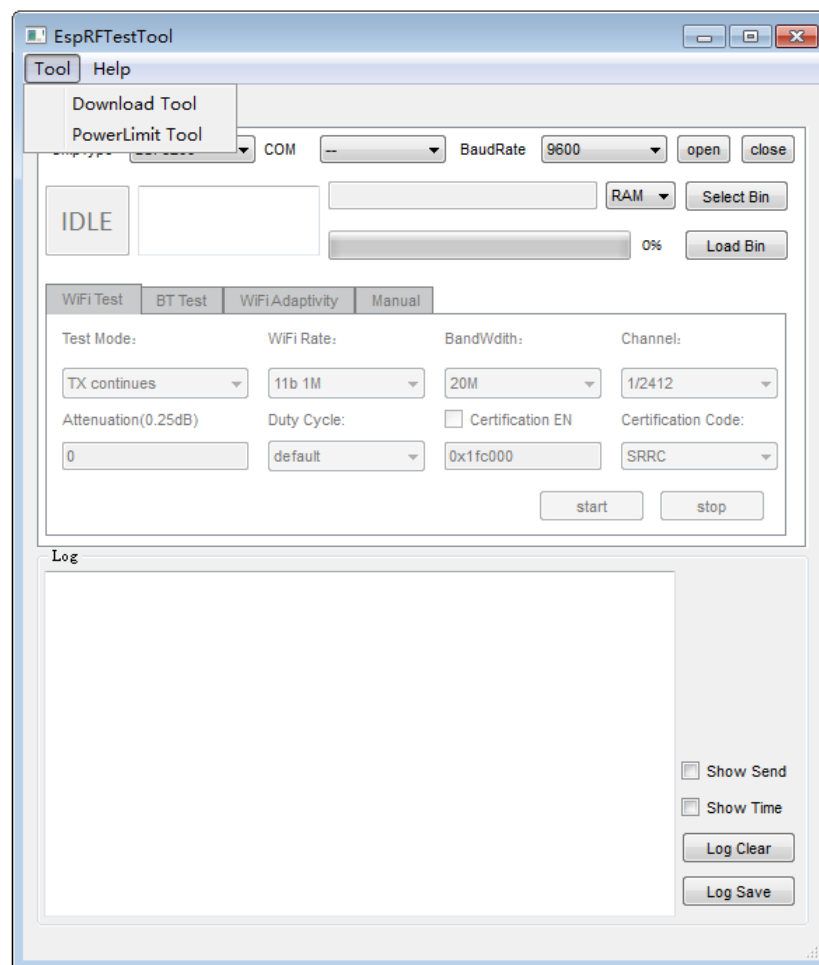 EspRFTestTool
Tool Help
Download Tool
PowerLimit Tool
COM -- BaudRate 9600 open close
IDLE RAM Select Bin
0% Load Bin
WiFi Test BT Test WiFi Adaptivity Manual
Test Mode: WiFi Rate: BandWdith: Channel:
TX continues 11b 1M 20M 1/2412
Attenuation(0.25dB) Duty Cycle: Certification EN Certification Code:
0 default 0x1fc000 SRRC
start stop
Log
Show Send
Show Time
Log Clear
Log Save